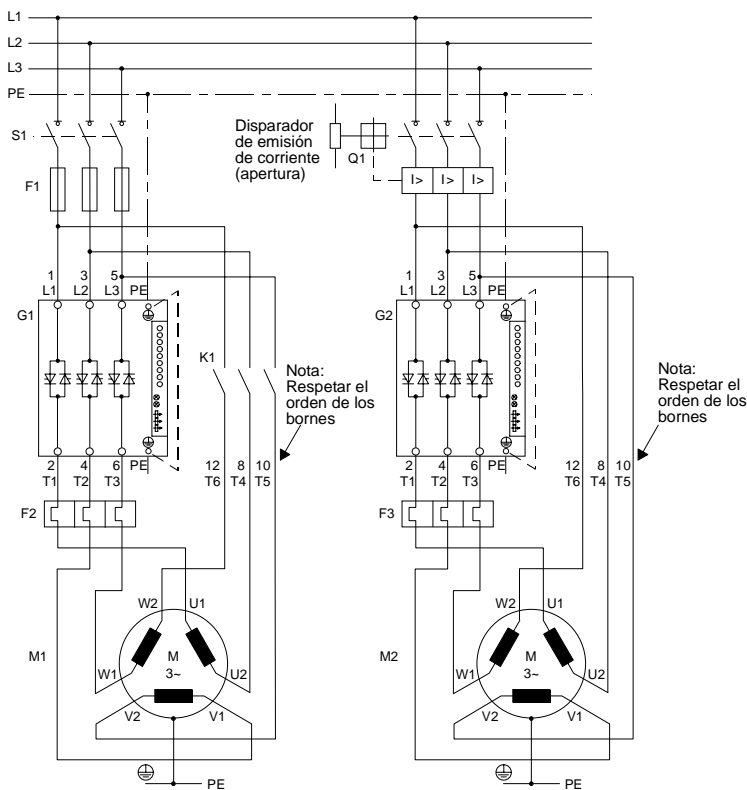 L1
L2
L3
PE
S1
Disparador
de emisión
de corriente
(apertura)
Q1
F1
I> I> I>
1 3 5
L1 L2 L3 PE
G1
K1
Nota:
Respetar el
orden de los
bornes
2 4 6 PE
T1 T2 T3
12 8 10
T6 T4 T5
F2
W2 U1
M1
W1 M U2
3~
V2 V1
PE
1 3 5
L1 L2 L3 PE
G2
Nota:
Respetar el
orden de los
bornes
2 4 6 PE
T1 T2 T3
12 8 10
T6 T4 T5
F3
W2 U1
M2
W1 M U2
3~
V2 V1
PE